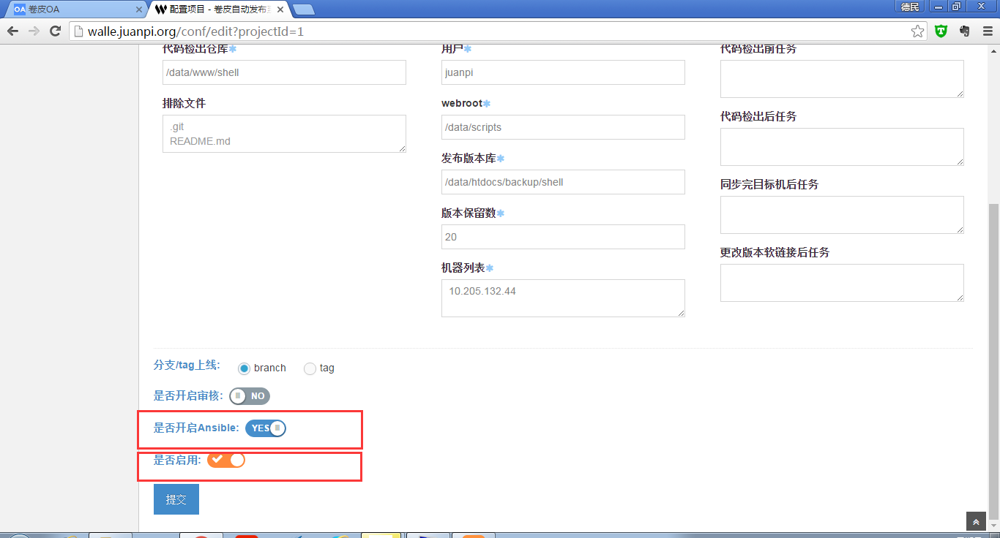 卷皮OA
配置项目 - 卷皮自动发布
德民
walle.juanpi.org/conf/edit?projectId=1
代码检出仓库*
/data/www/shell
排除文件
.git
README.md
用户*
juanpi
webroot*
/data/scripts
发布版本库*
/data/htdocs/backup/shell
版本保留数*
20
机器列表*
10.205.132.44
代码检出前任务
代码检出后任务
同步完目标机后任务
更改版本软链接后任务
分支/tag上线: branch tag
是否开启审核: NO
是否开启Ansible: YES
是否启用:
提交